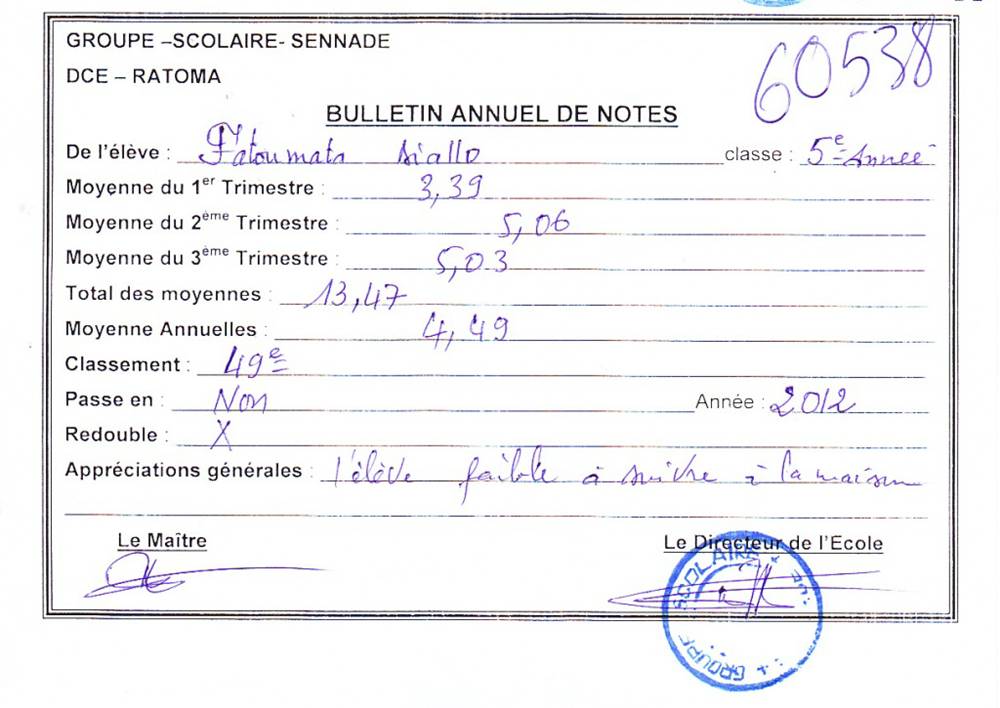 GROUPE –SCOLAIRE- SENNADE
60538
DCE – RATOMA
BULLETIN ANNUEL DE NOTES
De l'élève : Fatoumata Diallo classe : 5e Année
Moyenne du 1er Trimestre : 3,39
Moyenne du 2ème Trimestre : 5,06
Moyenne du 3ème Trimestre : 5,03
Total des moyennes : 13,47
Moyenne Annuelles : 4,49
Classement : 49e
Passe en : Non Année : 2012
Redouble : X
Appréciations générales : l'élève faible à suivre à la maison
Le Maître Le Directeur de l'Ecole
GROUPE SCOLAIRE